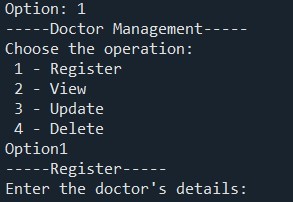 Option: 1
-----Doctor Management-----
Choose the operation:
1 - Register
2 - View
3 - Update
4 - Delete
Option1
-----Register-----
Enter the doctor's details: